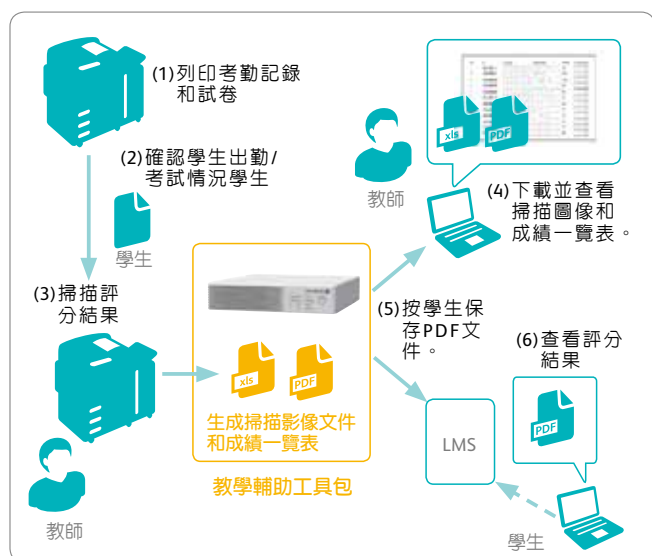 (1)列印考勤記錄
和試卷
(2)確認學生出勤/
考試情況學生
學生
(3)掃描評
分結果
教師
xls
PDF
生成掃描影像文件
和成績一覽表
教學輔助工具包
xls
PDF
教師
(4)下載並查看
掃描圖像和
成績一覽表。
(5)按學生保
存PDF文
件。
(6)查看評分
結果
PDF
LMS
學生